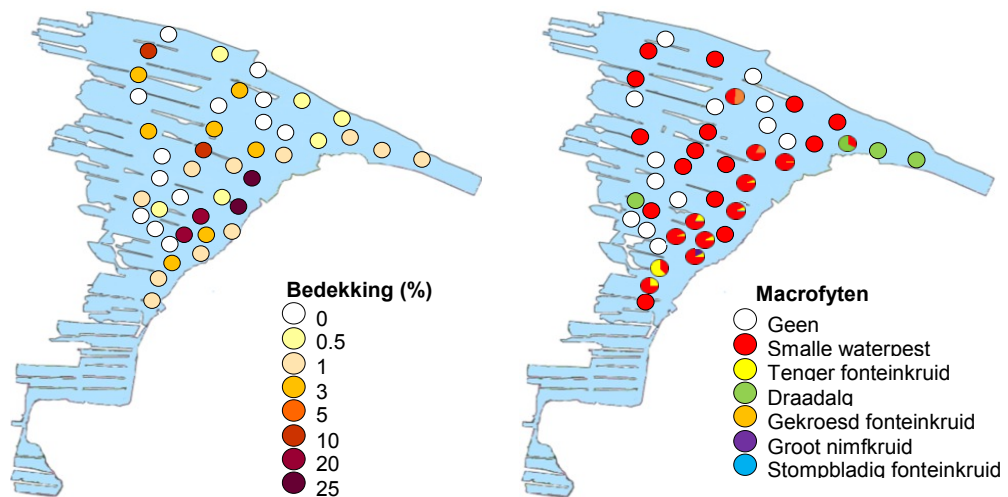 Bedekking (%)
0
0.5
1
3
5
10
20
25
Macrofyten
Geen
Smalle waterpest
Tenger fonteinkruid
Draadalg
Gekroesd fonteinkruid
Groot nimfkruid
Stompbladig fonteinkruid